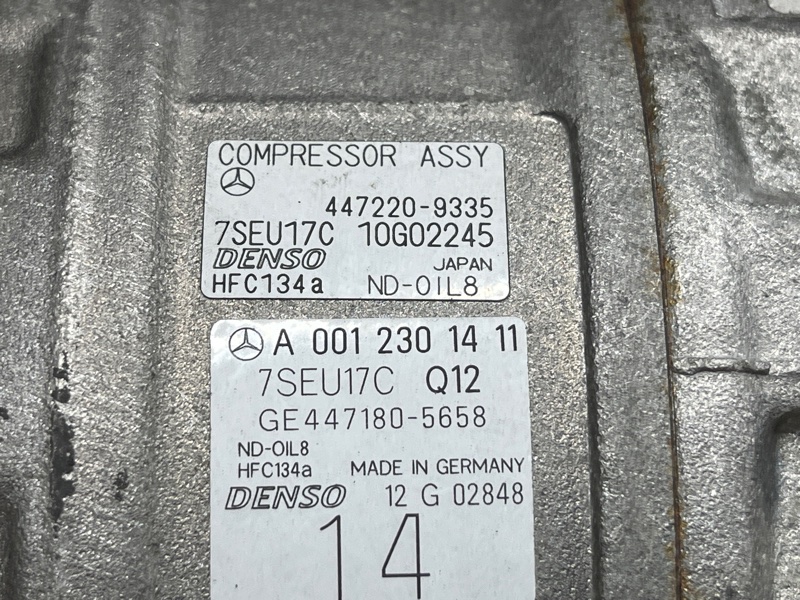 COMPRESSOR ASSY
447220-9335
7SEU17C 10G02245
DENSO JAPAN
HFC134a ND-OIL8
A 001 230 14 11
7SEU17C Q12
GE447180-5658
ND-OIL8
HFC134a MADE IN GERMANY
DENSO 12 G 02848
14